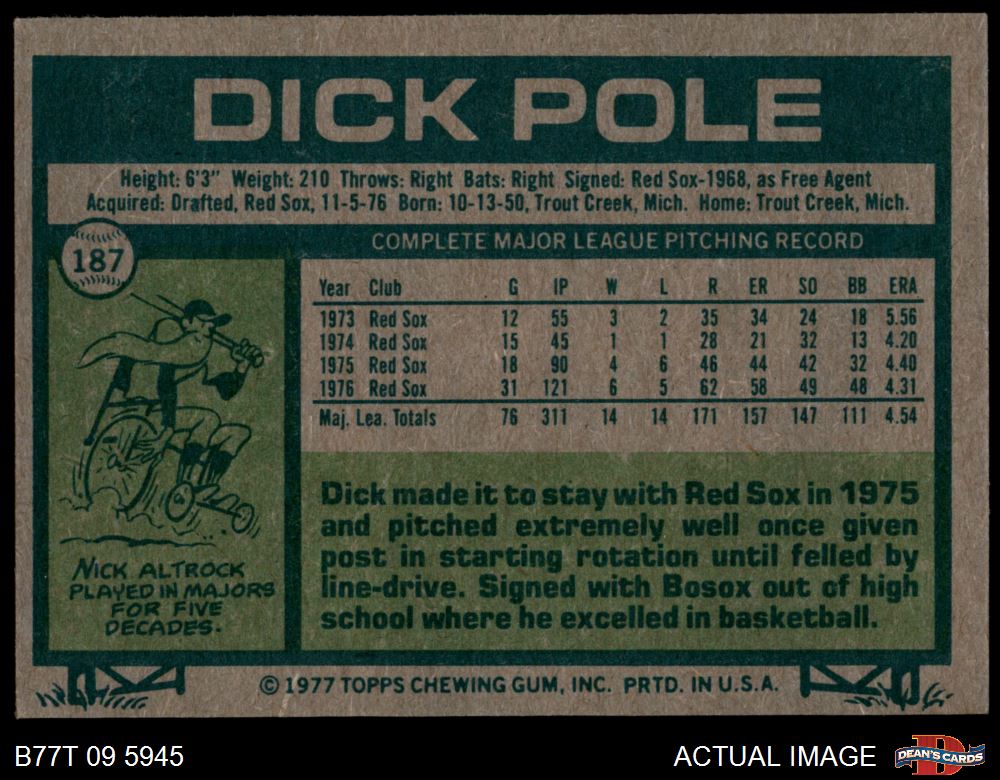 DICK POLE
Height: 6'3" Weight: 210 Throws: Right Bats: Right Signed: Red Sox-1968, as Free Agent
Acquired: Drafted, Red Sox, 11-5-76 Born: 10-13-50, Trout Creek, Mich. Home: Trout Creek, Mich.
187
COMPLETE MAJOR LEAGUE PITCHING RECORD
Year Club G IP W L R ER SO BB ERA
1973 Red Sox 12 55 3 2 35 34 24 18 5.56
1974 Red Sox 15 45 1 1 28 21 32 13 4.20
1975 Red Sox 18 90 4 6 46 44 42 32 4.40
1976 Red Sox 31 121 6 5 62 58 49 48 4.31
Maj. Lea. Totals 76 311 14 14 171 157 147 111 4.54
NICK ALTROCK
PLAYED IN MAJORS
FOR FIVE
DECADES.
Dick made it to stay with Red Sox in 1975
and pitched extremely well once given
post in starting rotation until felled by
line-drive. Signed with Bosox out of high
school where he excelled in basketball.
© 1977 TOPPS CHEWING GUM, INC. PRTD. IN U.S.A.
B77T 09 5945
ACTUAL IMAGE
DEAN'S CARDS